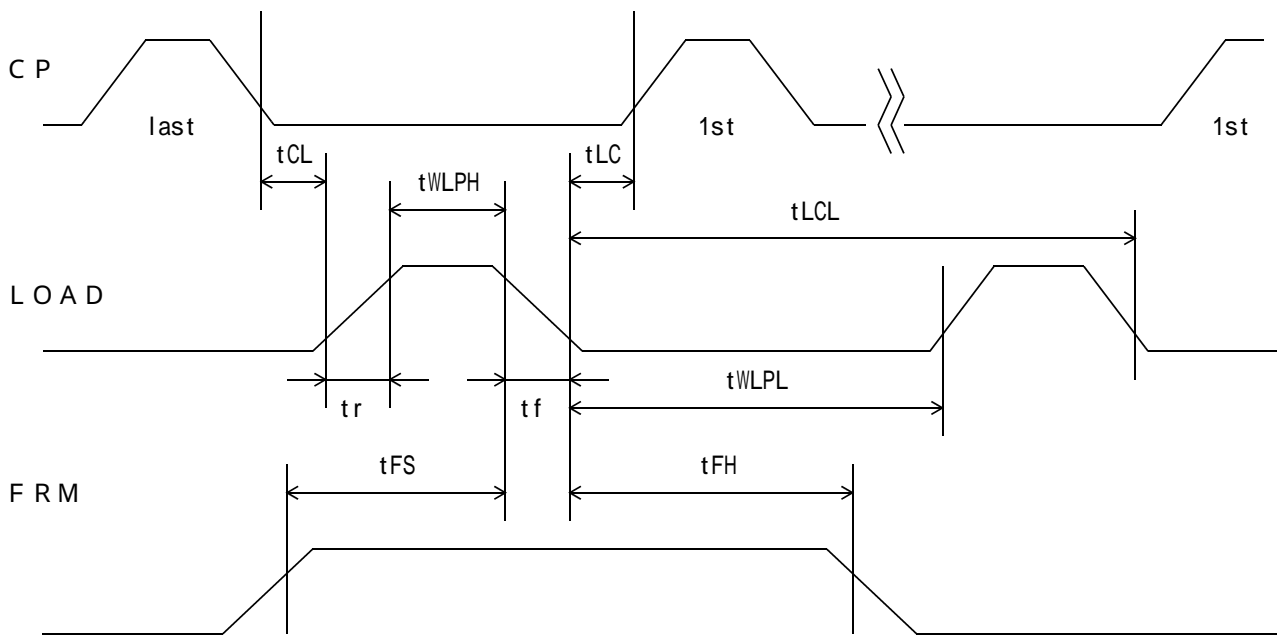 CP
last
1st
1st
tCL
tLC
tWLPH
tLCL
LOAD
tWLPL
tr
tf
tFS
tFH
FRM